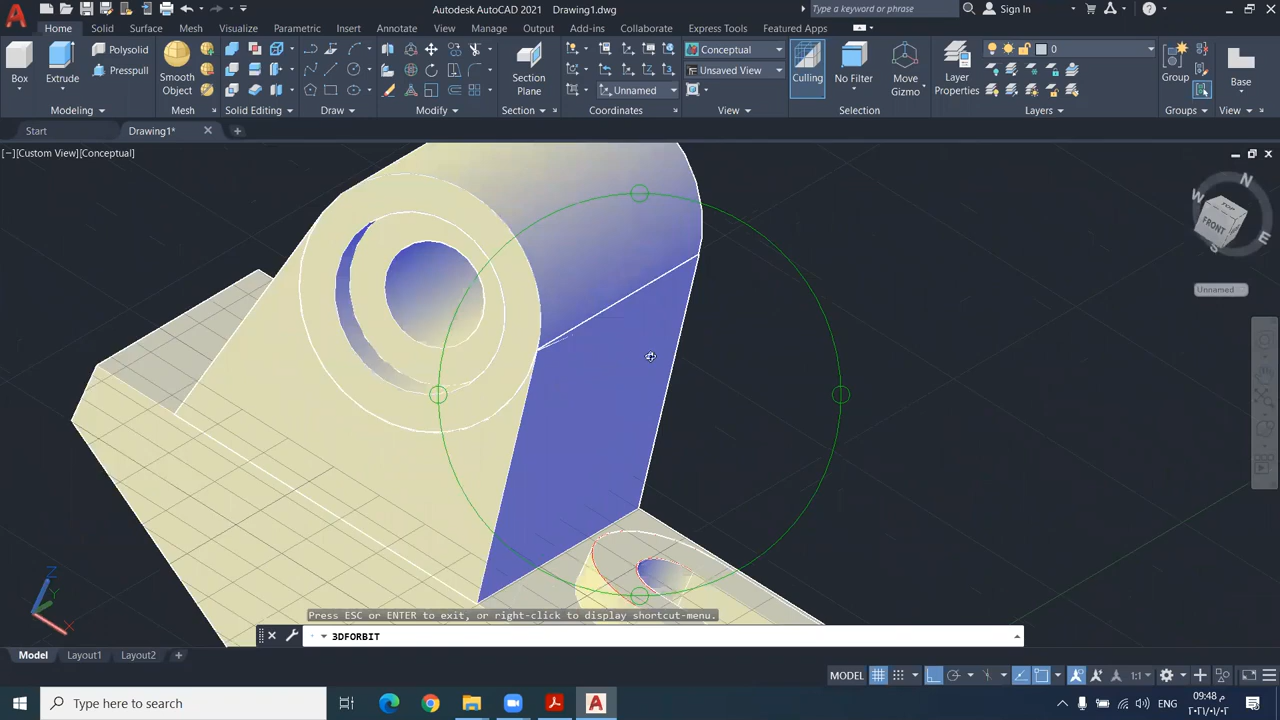 Autodesk AutoCAD 2021 Drawing1.dwg
Type a keyword or phrase
Sign In
Home Solid Surface Mesh Visualize Parametric Insert Annotate View Manage Output Add-ins Collaborate Express Tools Featured Apps
Box
Extrude
Polysolid
Presspull
Smooth
Object
Section
Plane
Conceptual
Unsaved View
Unnamed
Culling
No Filter
Move
Gizmo
Layer
Properties
0
Group
Base
Modeling Mesh Solid Editing Draw Modify Section Coordinates View Selection Layers Groups View
Start Drawing1*
[−][Custom View][Conceptual]
N
W
TOP
FRONT
S
E
Unnamed
Z
Y
X
Press ESC or ENTER to exit, or right-click to display shortcut-menu.
3DFORBIT
Model Layout1 Layout2
MODEL
1:1
Type here to search
09:48 م